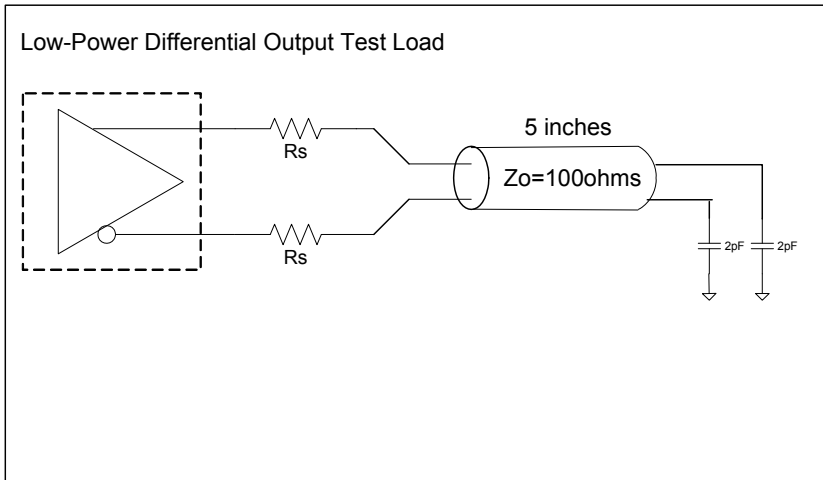 Low-Power Differential Output Test Load
Rs
5 inches
Zo=100ohms
Rs
2pF
2pF